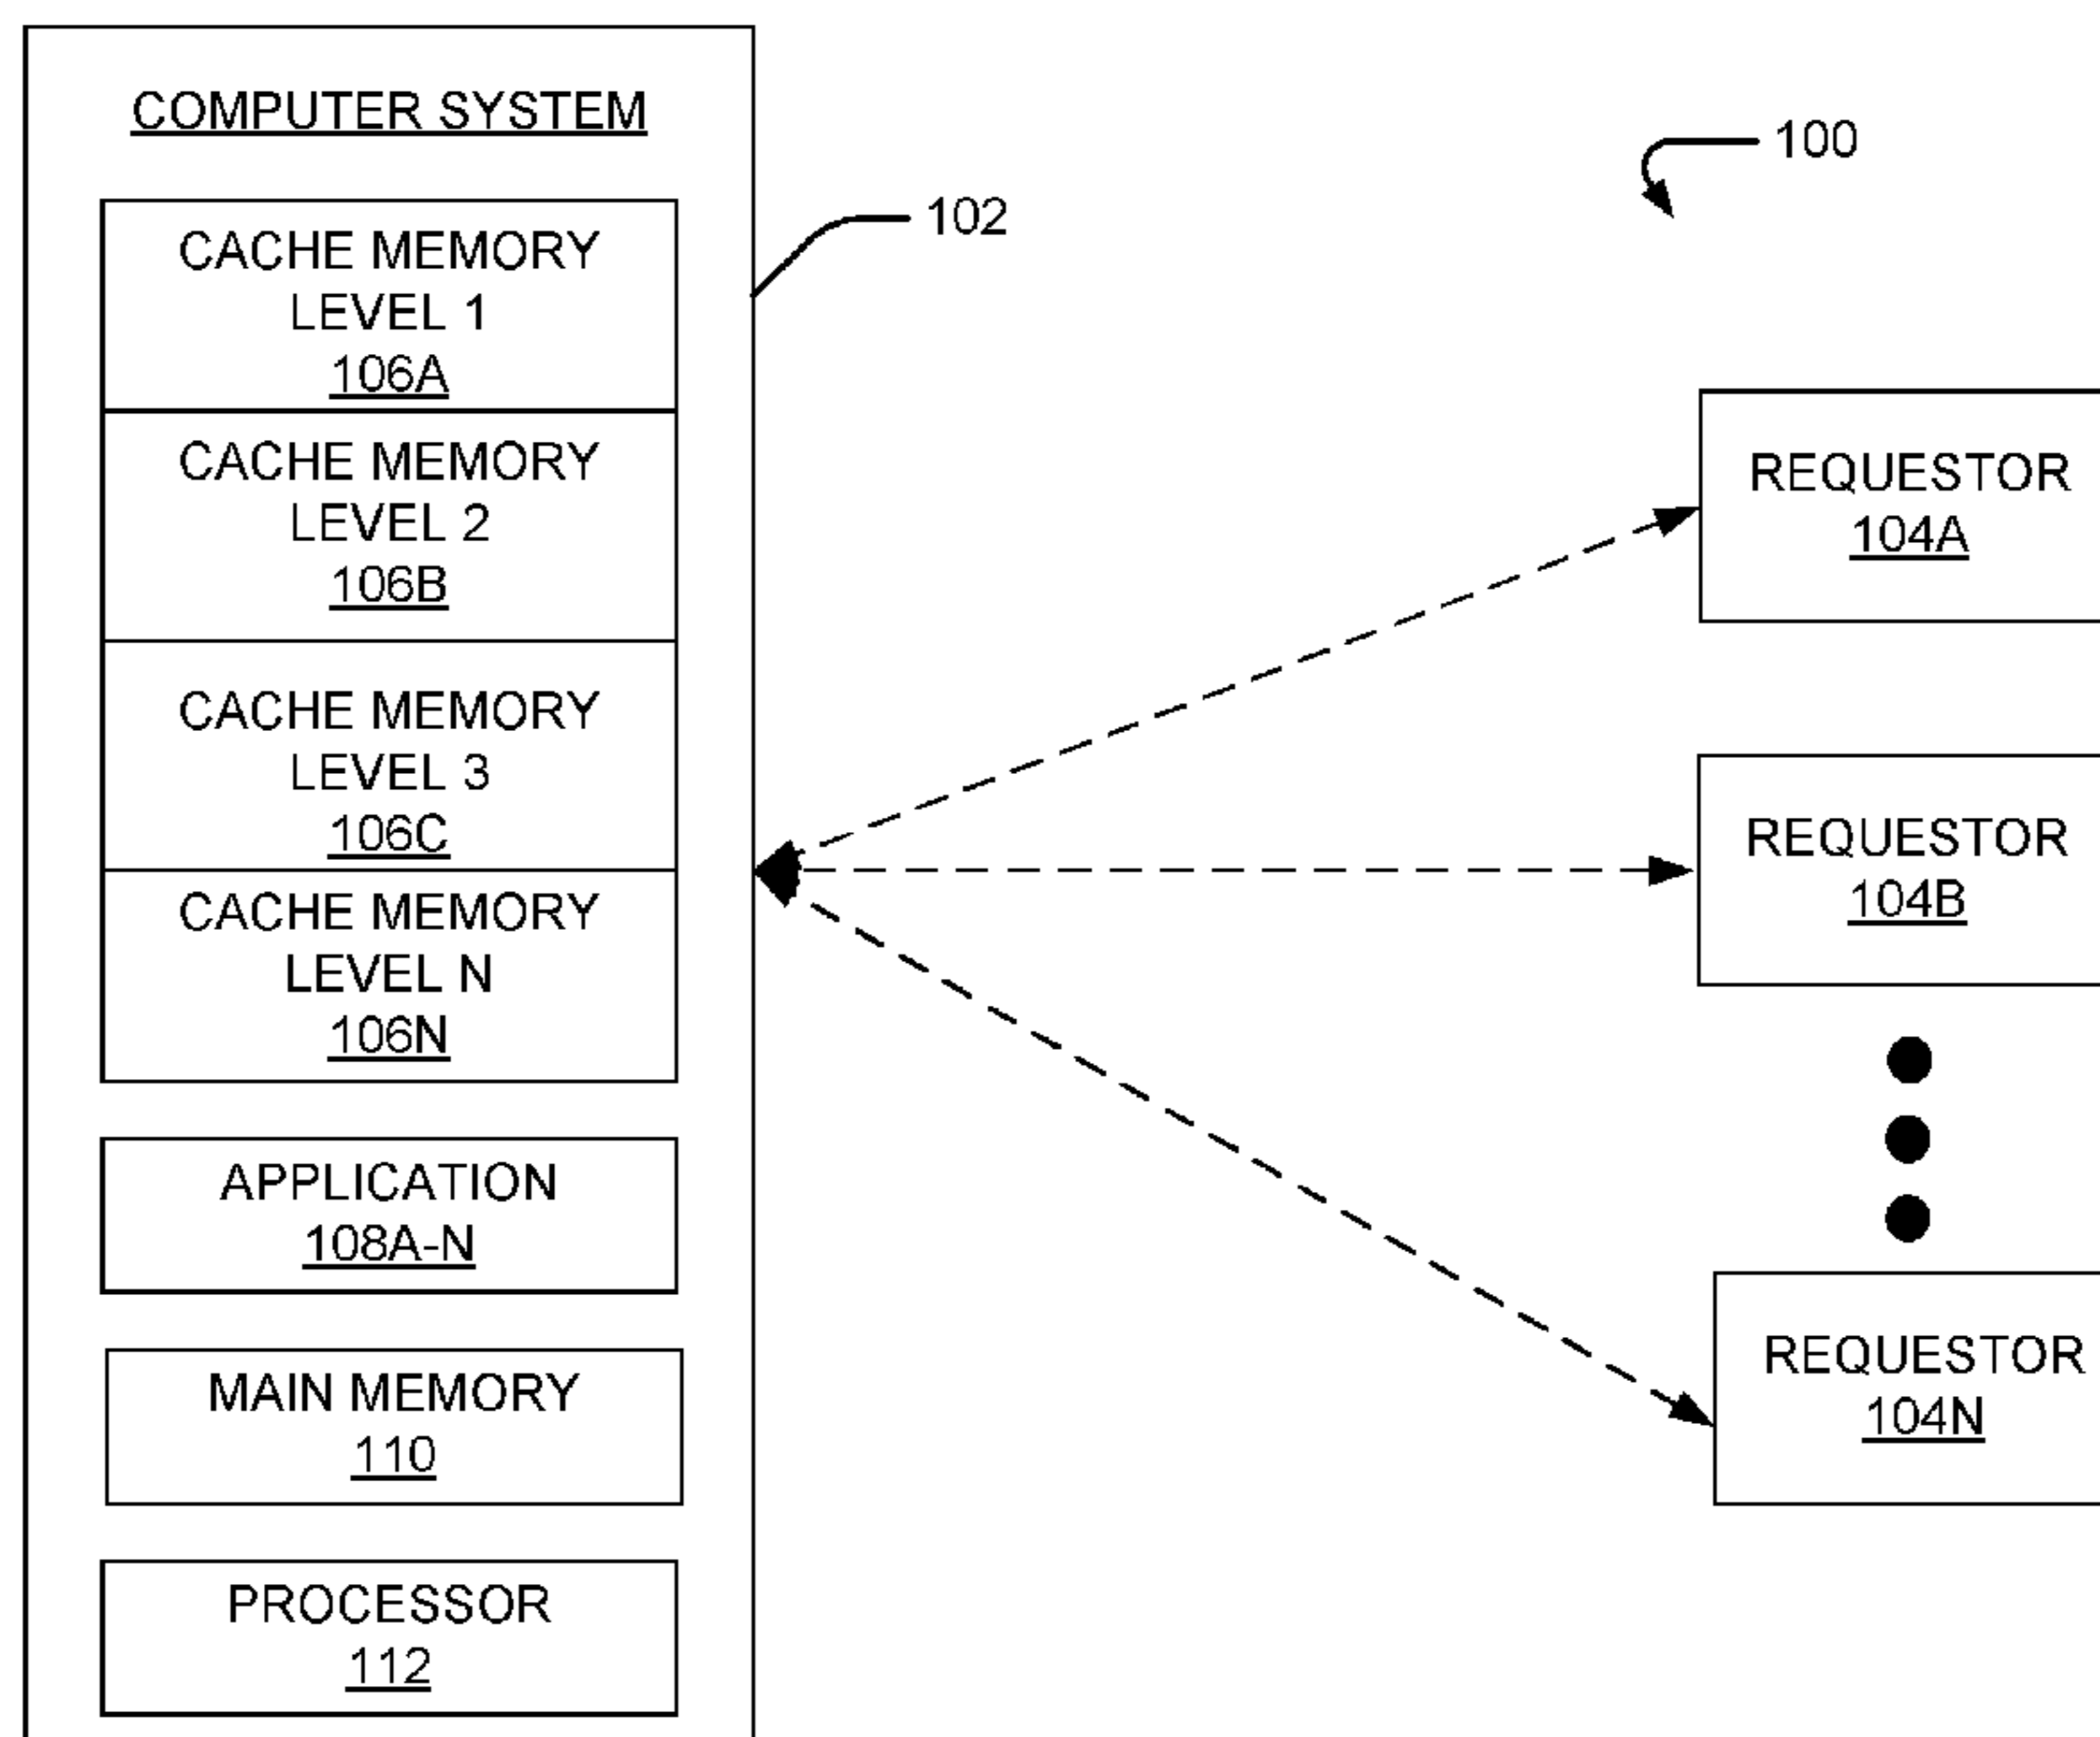 COMPUTER SYSTEM
CACHE MEMORY
LEVEL 1
106A
CACHE MEMORY
LEVEL 2
106B
CACHE MEMORY
LEVEL 3
106C
CACHE MEMORY
LEVEL N
106N
APPLICATION
108A-N
MAIN MEMORY
110
PROCESSOR
112
102
100
REQUESTOR
104A
REQUESTOR
104B
REQUESTOR
104N